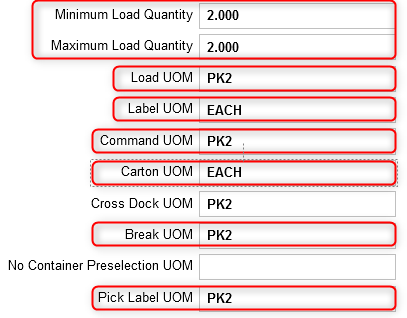 Minimum Load Quantity 2.000
Maximum Load Quantity 2.000
Load UOM PK2
Label UOM EACH
Command UOM PK2
Carton UOM EACH
Cross Dock UOM PK2
Break UOM PK2
No Container Preselection UOM
Pick Label UOM PK2